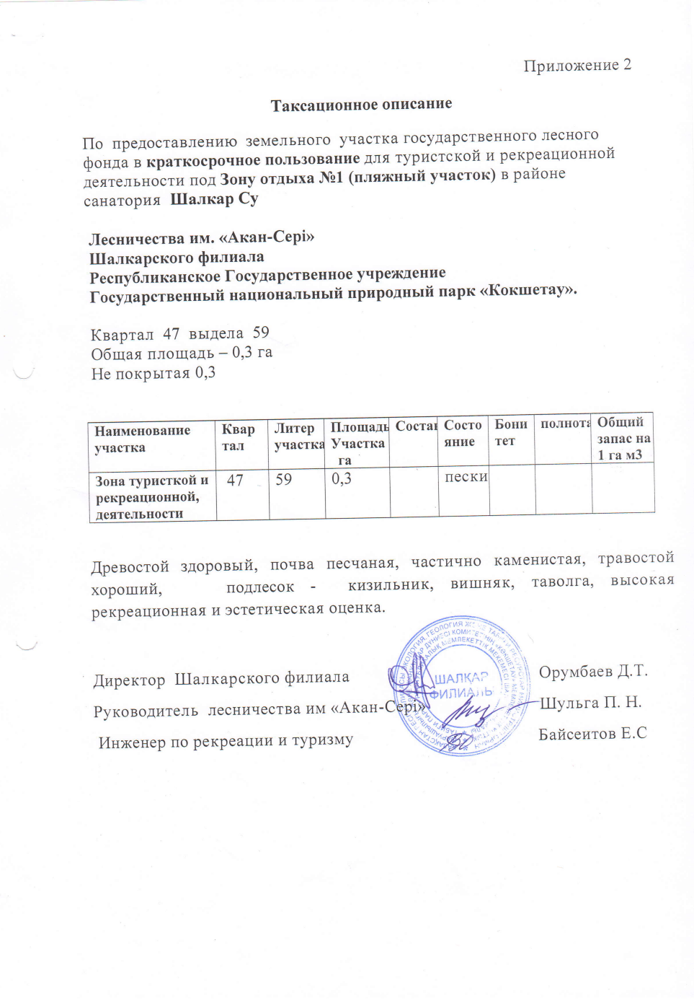 Приложение 2
Таксационное описание
По предоставлению земельного участка государственного лесного
фонда в краткосрочное пользование для туристской и рекреационной
деятельности под Зону отдыха №1 (пляжный участок) в районе
санатория Шалкар Су
Лесничества им. «Акан-Сері»
Шалкарского филиала
Республиканское Государственное учреждение
Государственный национальный природный парк «Кокшетау».
Квартал 47 выдела 59
Общая площадь – 0,3 га
Не покрытая 0,3
Наименование участка Квар тал Литер участка Площадь Участка га Состав Состо яние Бони тет полнота Общий запас на 1 га м3
Зона туристкой и рекреационной, деятельности 47 59 0,3 пески
Древостой здоровый, почва песчаная, частично каменистая, травостой
хороший, подлесок - кизильник, вишняк, таволга, высокая
рекреационная и эстетическая оценка.
Директор Шалкарского филиала Орумбаев Д.Т.
Руководитель лесничества им «Акан-Сері» Шульга П. Н.
Инженер по рекреации и туризму Байсеитов Е.С
ШАЛҚАР
ФИЛИАЛЫ